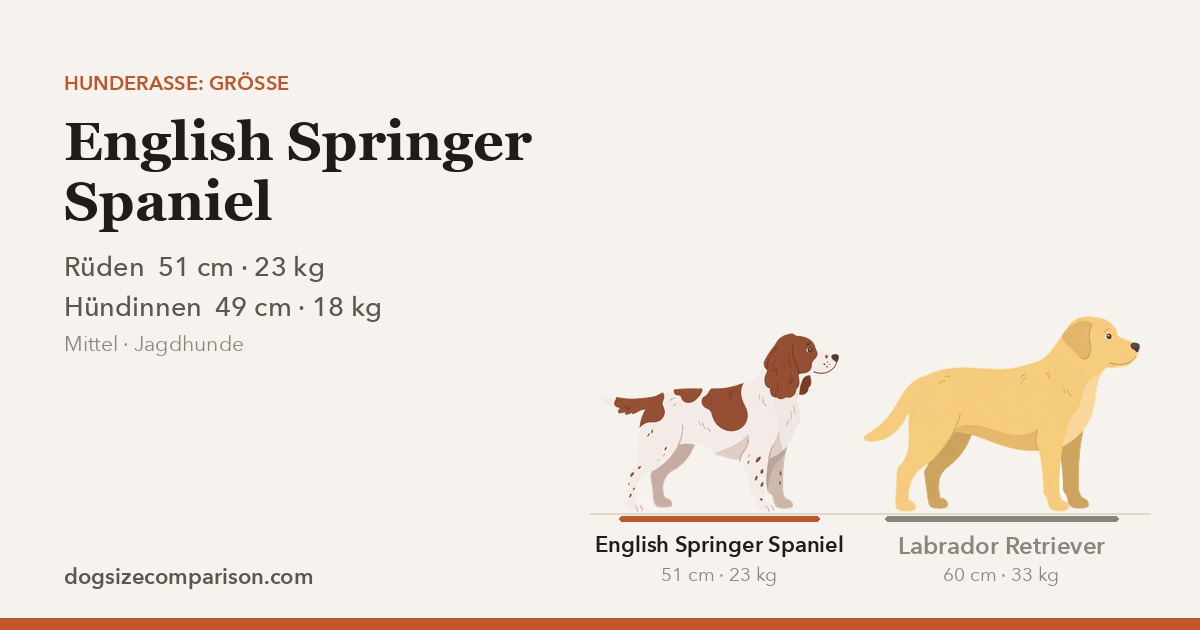 HUNDERASSE: GRÖSSE
English Springer
Spaniel
Rüden 51 cm · 23 kg
Hündinnen 49 cm · 18 kg
Mittel · Jagdhunde
English Springer Spaniel
51 cm · 23 kg
Labrador Retriever
60 cm · 33 kg
dogsizecomparison.com